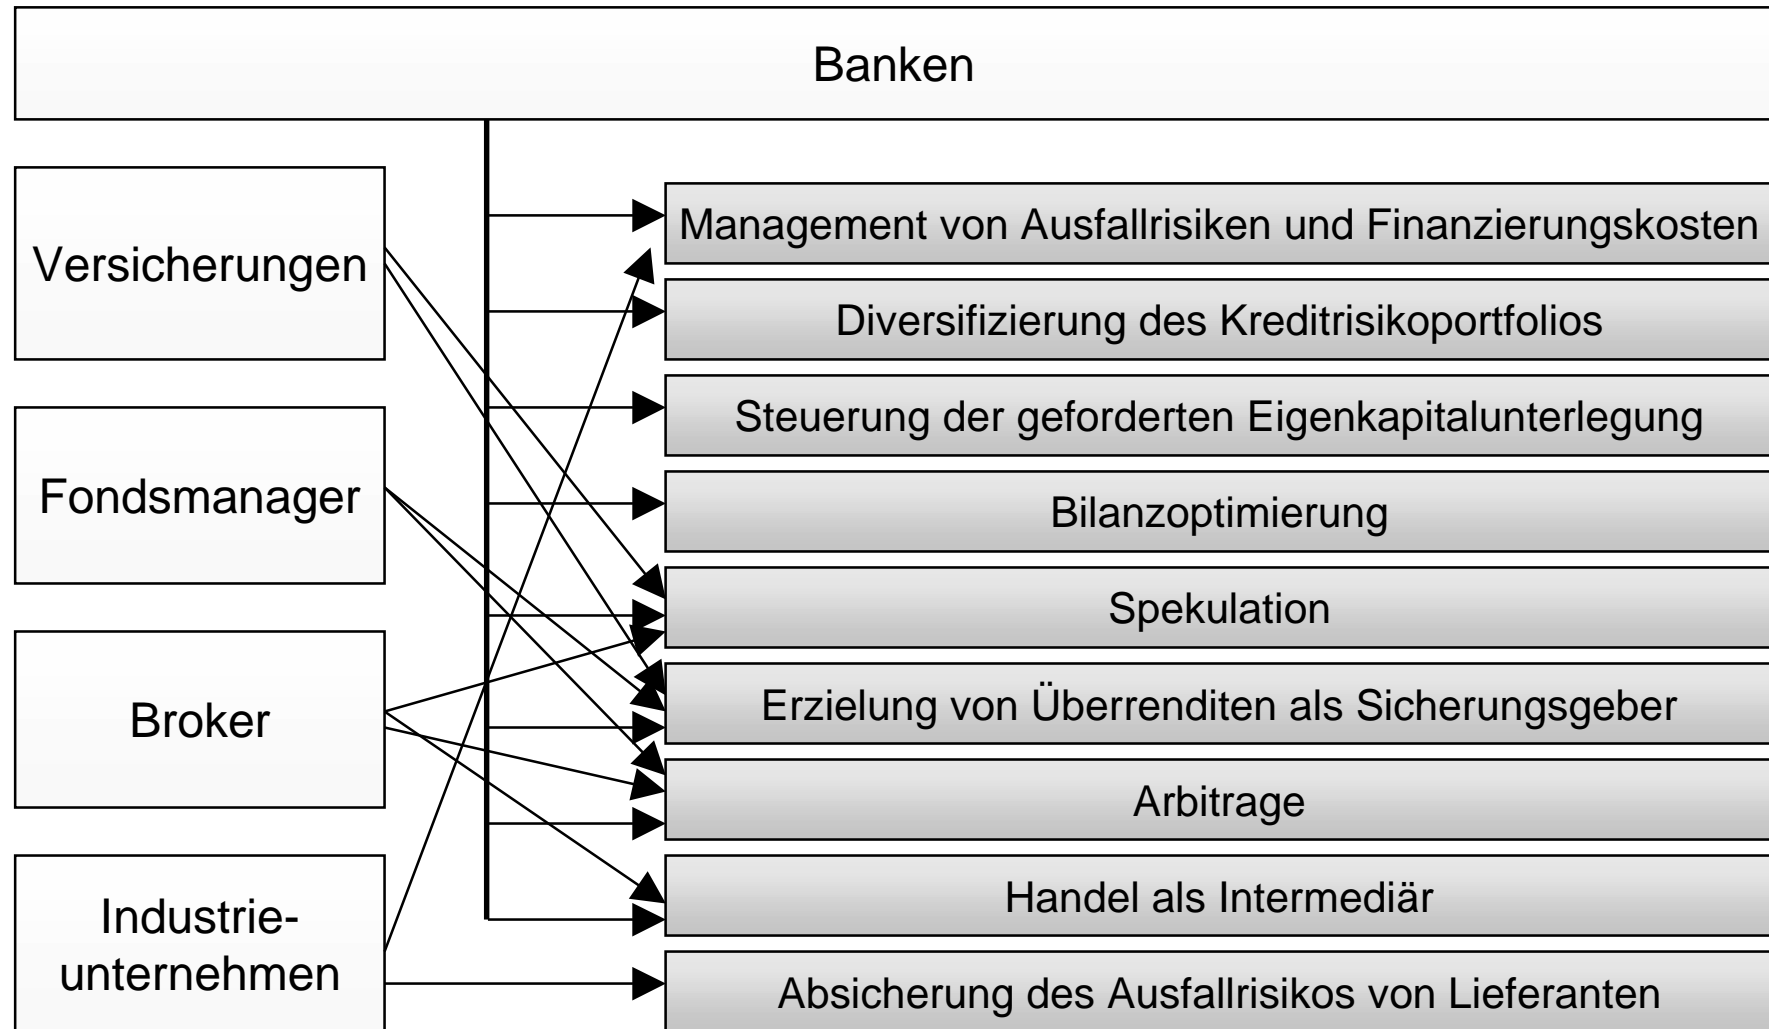 Banken
Versicherungen
Fondsmanager
Broker
Industrie-
unternehmen
Management von Ausfallrisiken und Finanzierungskosten
Diversifizierung des Kreditrisikoportfolios
Steuerung der geforderten Eigenkapitalunterlegung
Bilanzoptimierung
Spekulation
Erzielung von Überrenditen als Sicherungsgeber
Arbitrage
Handel als Intermediär
Absicherung des Ausfallrisikos von Lieferanten